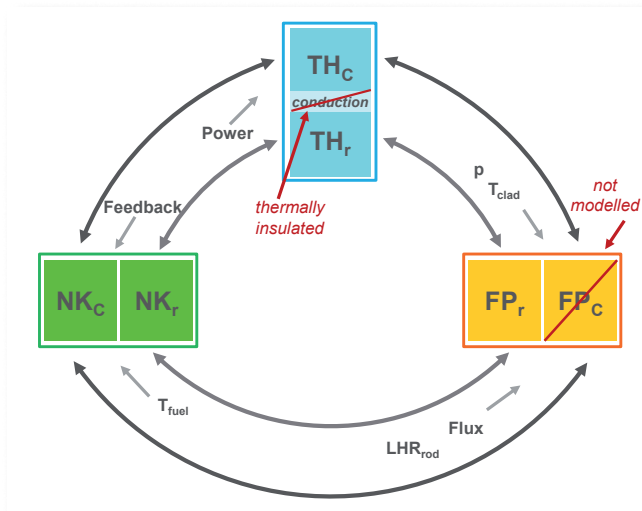 TH_C
conduction
TH_r
Power
Feedback
thermally
insulated
p
T_clad
not
modelled
NK_C
NK_r
FP_r
FP_C
T_fuel
Flux
LHR_rod